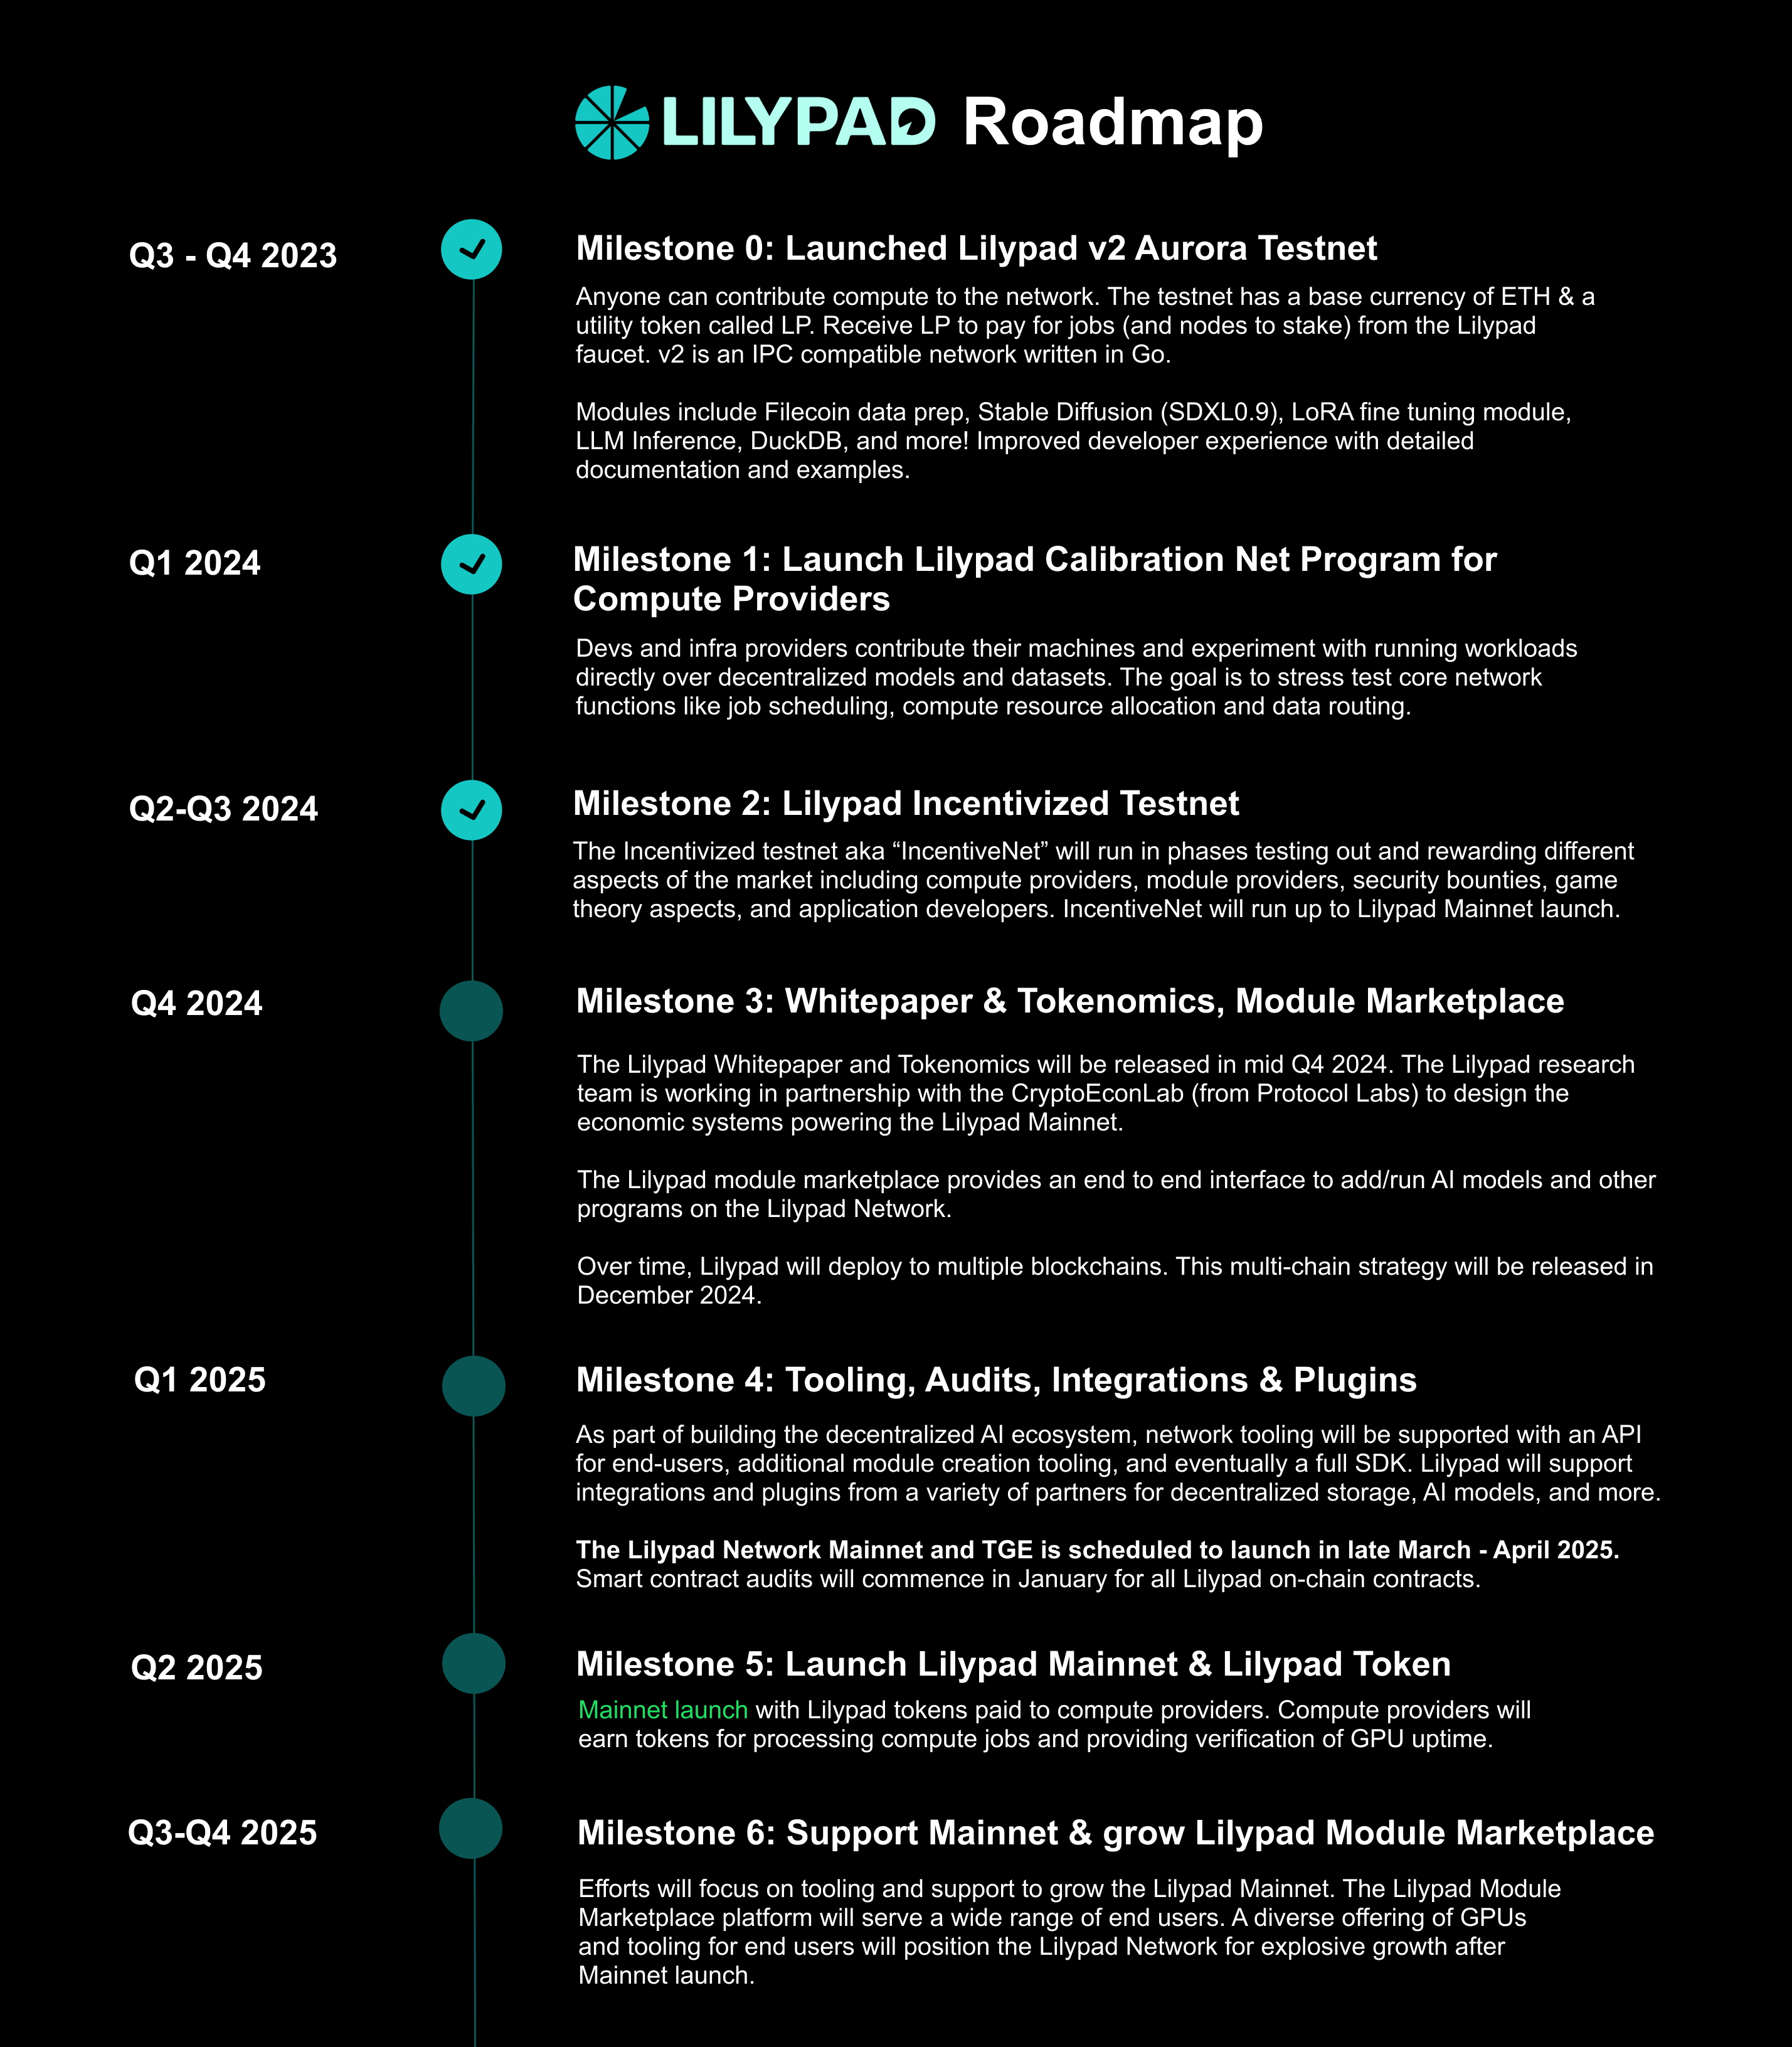 LILYPAD Roadmap
Q3 - Q4 2023
Milestone 0: Launched Lilypad v2 Aurora Testnet
Anyone can contribute compute to the network. The testnet has a base currency of ETH & a
utility token called LP. Receive LP to pay for jobs (and nodes to stake) from the Lilypad
faucet. v2 is an IPC compatible network written in Go.
Modules include Filecoin data prep, Stable Diffusion (SDXL0.9), LoRA fine tuning module,
LLM Inference, DuckDB, and more! Improved developer experience with detailed
documentation and examples.
Q1 2024
Milestone 1: Launch Lilypad Calibration Net Program for
Compute Providers
Devs and infra providers contribute their machines and experiment with running workloads
directly over decentralized models and datasets. The goal is to stress test core network
functions like job scheduling, compute resource allocation and data routing.
Q2-Q3 2024
Milestone 2: Lilypad Incentivized Testnet
The Incentivized testnet aka “IncentiveNet” will run in phases testing out and rewarding different
aspects of the market including compute providers, module providers, security bounties, game
theory aspects, and application developers. IncentiveNet will run up to Lilypad Mainnet launch.
Q4 2024
Milestone 3: Whitepaper & Tokenomics, Module Marketplace
The Lilypad Whitepaper and Tokenomics will be released in mid Q4 2024. The Lilypad research
team is working in partnership with the CryptoEconLab (from Protocol Labs) to design the
economic systems powering the Lilypad Mainnet.
The Lilypad module marketplace provides an end to end interface to add/run AI models and other
programs on the Lilypad Network.
Over time, Lilypad will deploy to multiple blockchains. This multi-chain strategy will be released in
December 2024.
Q1 2025
Milestone 4: Tooling, Audits, Integrations & Plugins
As part of building the decentralized AI ecosystem, network tooling will be supported with an API
for end-users, additional module creation tooling, and eventually a full SDK. Lilypad will support
integrations and plugins from a variety of partners for decentralized storage, AI models, and more.
The Lilypad Network Mainnet and TGE is scheduled to launch in late March - April 2025.
Smart contract audits will commence in January for all Lilypad on-chain contracts.
Q2 2025
Milestone 5: Launch Lilypad Mainnet & Lilypad Token
Mainnet launch with Lilypad tokens paid to compute providers. Compute providers will
earn tokens for processing compute jobs and providing verification of GPU uptime.
Q3-Q4 2025
Milestone 6: Support Mainnet & grow Lilypad Module Marketplace
Efforts will focus on tooling and support to grow the Lilypad Mainnet. The Lilypad Module
Marketplace platform will serve a wide range of end users. A diverse offering of GPUs
and tooling for end users will position the Lilypad Network for explosive growth after
Mainnet launch.